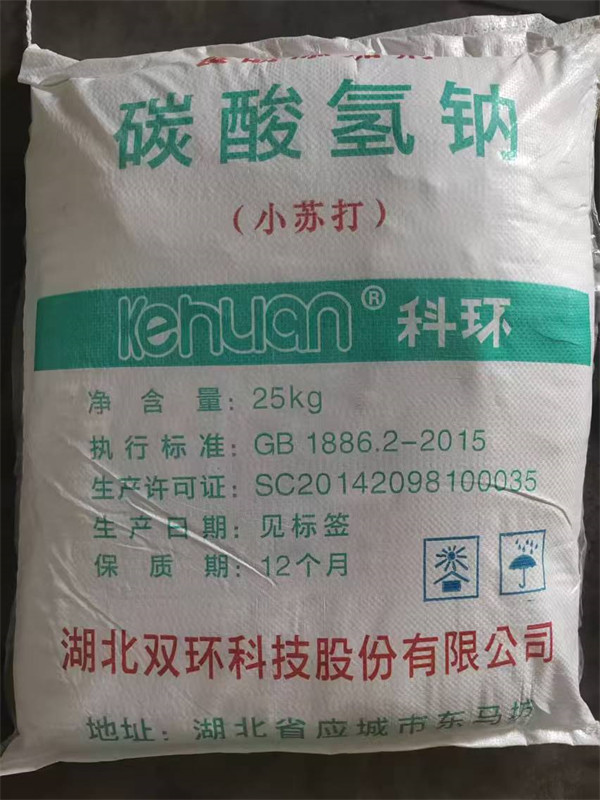 碳酸氢钠
(小苏打)
Kehuan® 科环
净含量: 25kg
执行标准: GB 1886.2-2015
生产许可证: SC20142098100035
生产日期: 见标签
保质期: 12个月
湖北双环科技股份有限公司
地址: 湖北省应城市东马坊